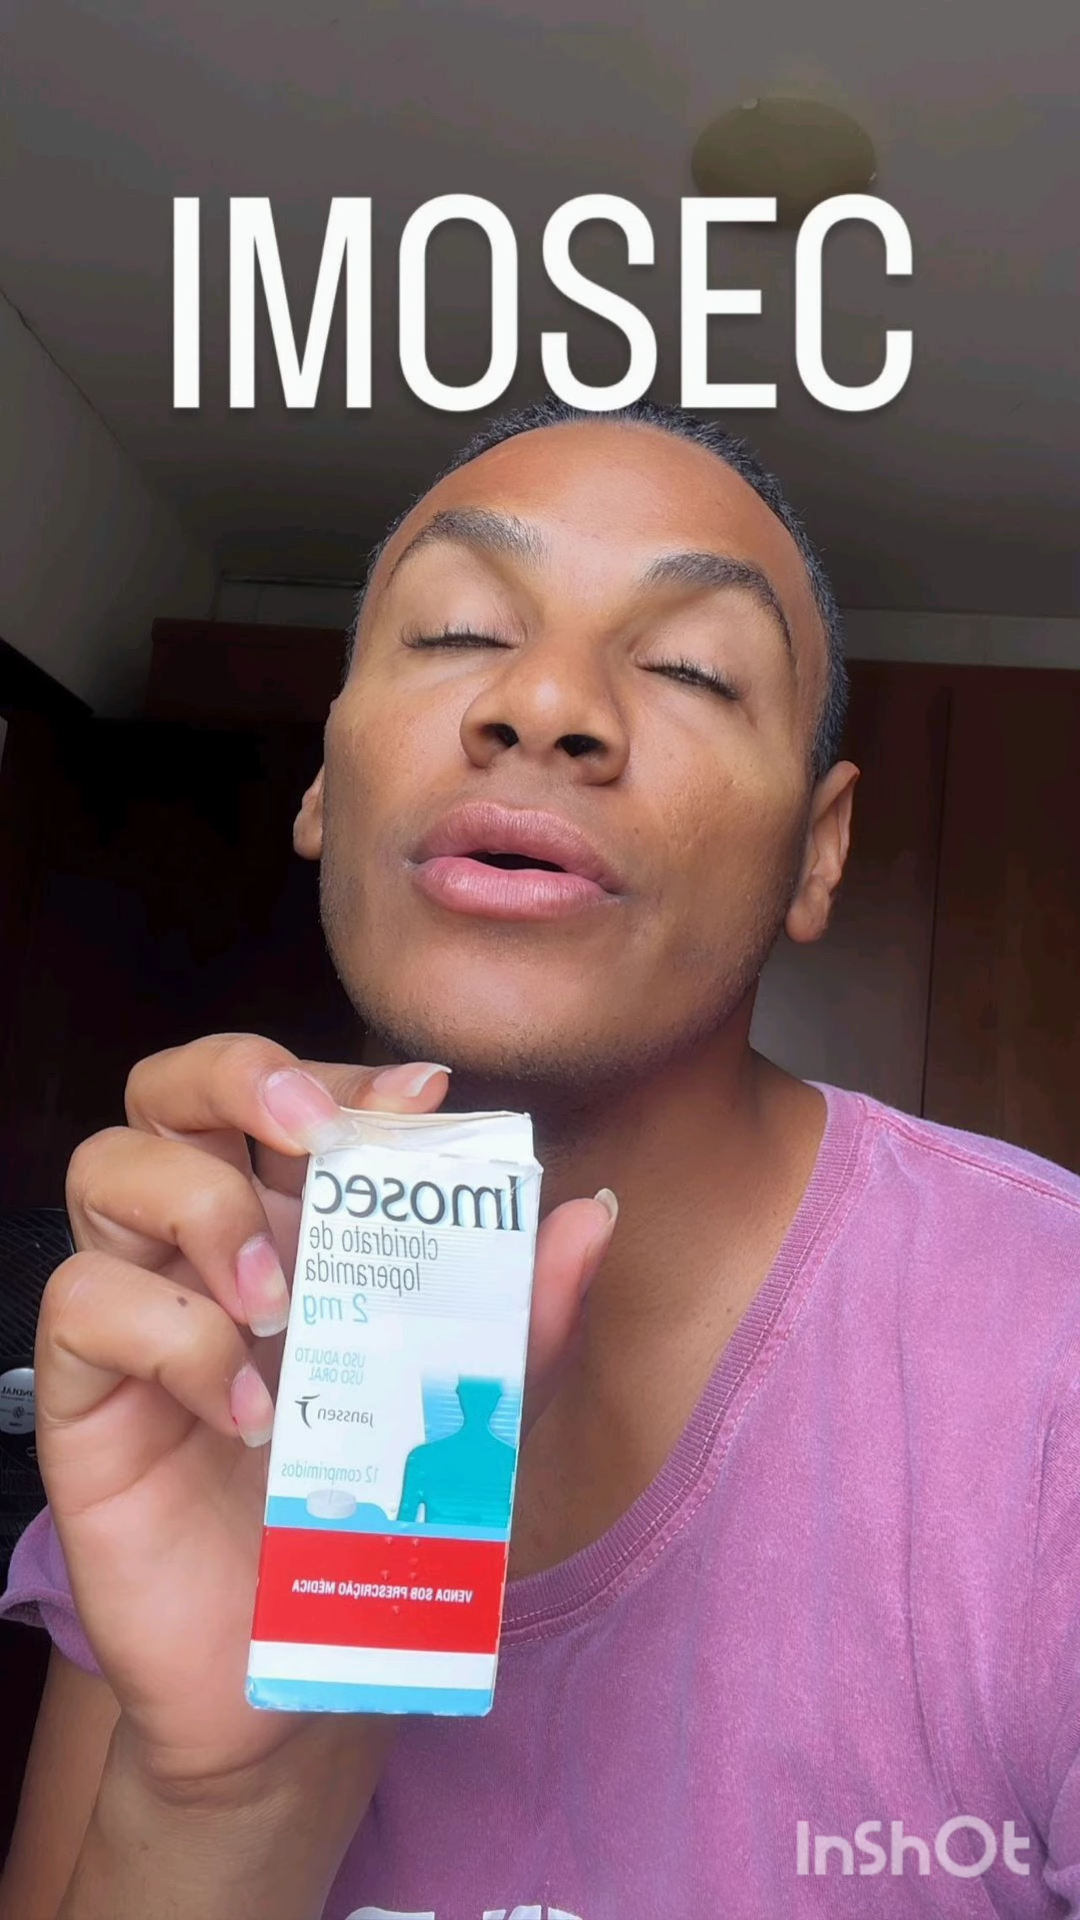 IMOSEC
Imosec®
cloridrato de
loperamida
2 mg
USO ADULTO
USO ORAL
janssen
12 comprimidos
VENDA SOB PRESCRIÇÃO MÉDICA
InShOt